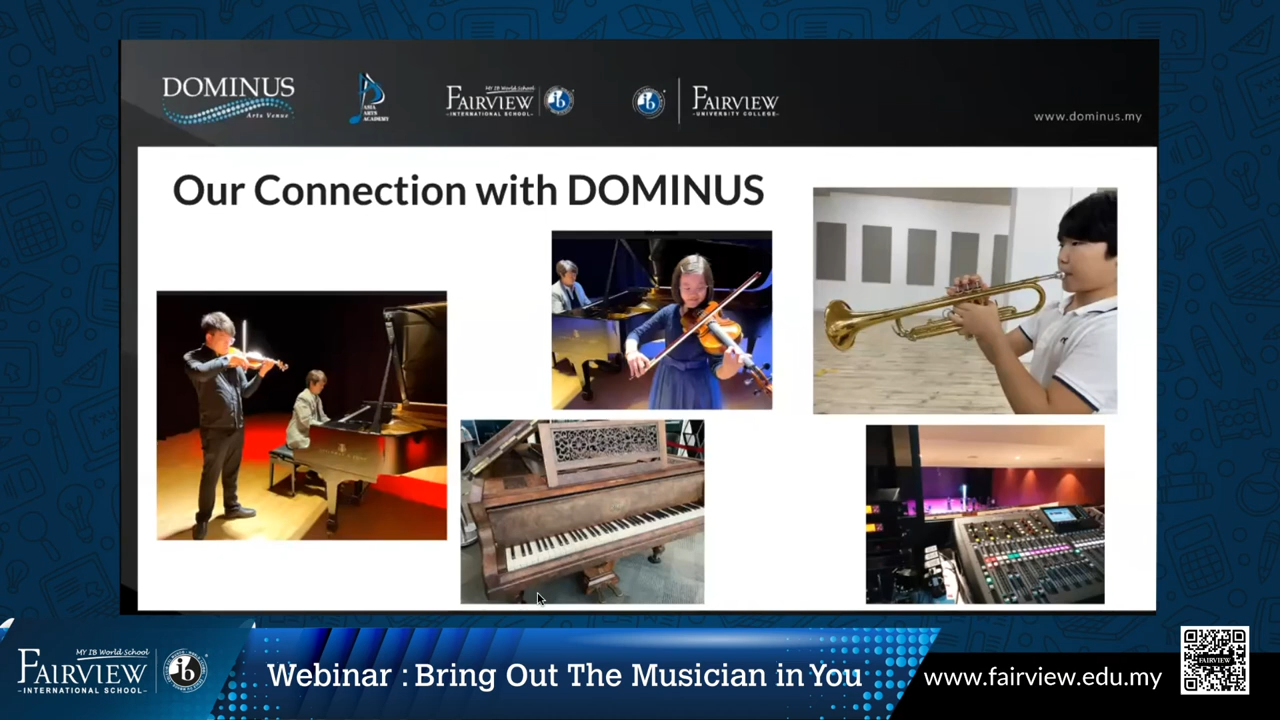 DOMINUS
Arts Venue
ASIA
ARTS
ACADEMY
MY IB World School
FAIRVIEW
INTERNATIONAL SCHOOL
FAIRVIEW
UNIVERSITY COLLEGE
www.dominus.my
Our Connection with DOMINUS
MY IB World School
FAIRVIEW
INTERNATIONAL SCHOOL
Webinar : Bring Out The Musician in You
www.fairview.edu.my
FAIRVIEW